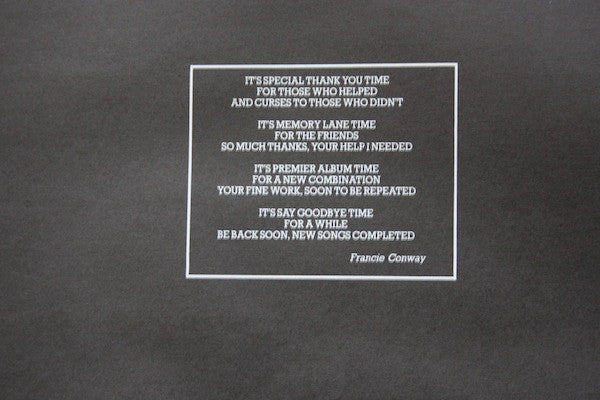 IT'S SPECIAL THANK YOU TIME
FOR THOSE WHO HELPED
AND CURSES TO THOSE WHO DIDN'T
IT'S MEMORY LANE TIME
FOR THE FRIENDS
SO MUCH THANKS, YOUR HELP I NEEDED
IT'S PREMIER ALBUM TIME
FOR A NEW COMBINATION
YOUR FINE WORK, SOON TO BE REPEATED
IT'S SAY GOODBYE TIME
FOR A WHILE
BE BACK SOON, NEW SONGS COMPLETED
Francie Conway